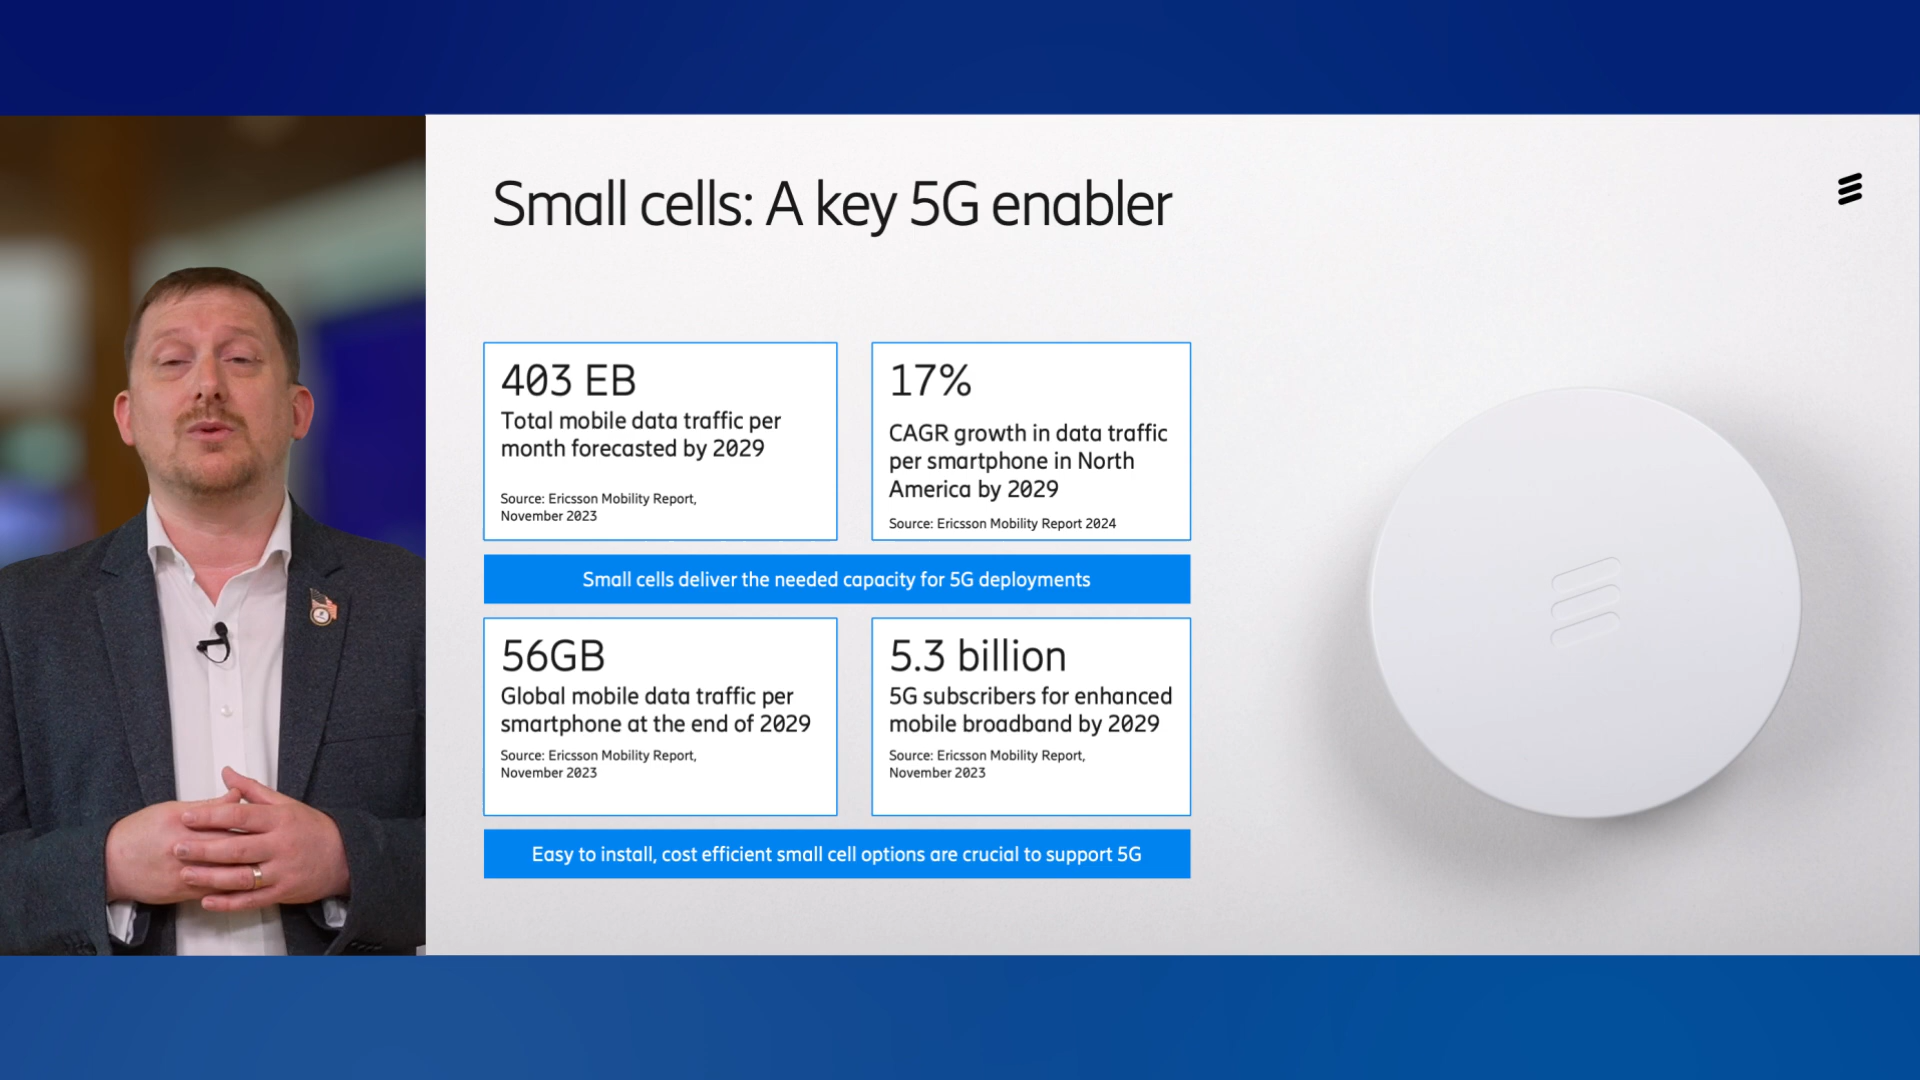 Small cells: A key 5G enabler
403 EB
Total mobile data traffic per
month forecasted by 2029
Source: Ericsson Mobility Report,
November 2023
17%
CAGR growth in data traffic
per smartphone in North
America by 2029
Source: Ericsson Mobility Report 2024
Small cells deliver the needed capacity for 5G deployments
56GB
Global mobile data traffic per
smartphone at the end of 2029
Source: Ericsson Mobility Report,
November 2023
5.3 billion
5G subscribers for enhanced
mobile broadband by 2029
Source: Ericsson Mobility Report,
November 2023
Easy to install, cost efficient small cell options are crucial to support 5G